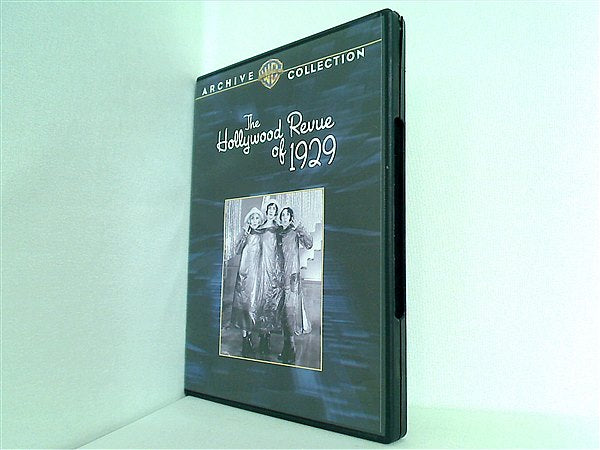 ARCHIVE WB COLLECTION
The
Hollywood Revue
of 1929